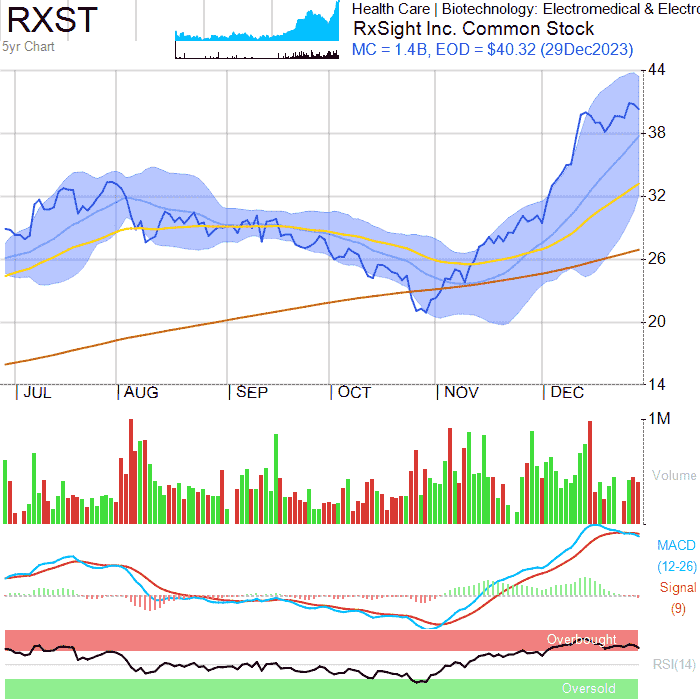 RXST
5yr Chart
Health Care | Biotechnology: Electromedical & Electro
RxSight Inc. Common Stock
MC = 1.4B, EOD = $40.32 (29Dec2023)
44
38
32
26
20
14
JUL AUG SEP OCT NOV DEC
1M
Volume
MACD
(12-26)
Signal
(9)
Overbought
RSI(14)
Oversold